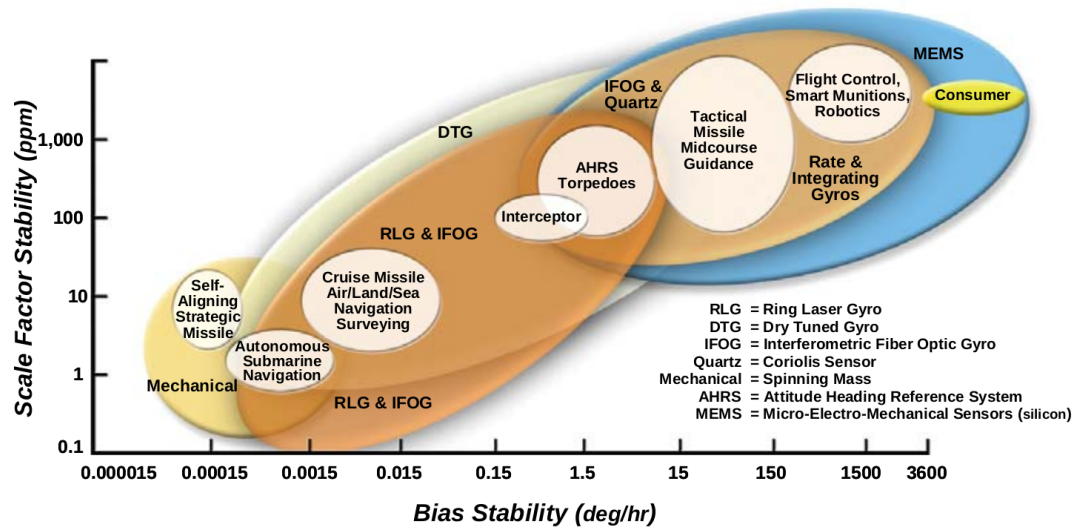 MEMS
IFOG &
Quartz
Flight Control,
Smart Munitions,
Robotics
Consumer
DTG
Tactical
Missile
Midcourse
Guidance
AHRS
Torpedoes
Rate &
Integrating
Gyros
Interceptor
RLG & IFOG
Self-
Aligning
Strategic
Missile
Cruise Missile
Air/Land/Sea
Navigation
Surveying
Autonomous
Submarine
Navigation
Mechanical
RLG & IFOG
RLG = Ring Laser Gyro
DTG = Dry Tuned Gyro
IFOG = Interferometric Fiber Optic Gyro
Quartz = Coriolis Sensor
Mechanical = Spinning Mass
AHRS = Attitude Heading Reference System
MEMS = Micro-Electro-Mechanical Sensors (silicon)
Scale Factor Stability (ppm)
1,000
100
10
1
0.1
0.000015 0.00015 0.0015 0.015 0.15 1.5 15 150 1500 3600
Bias Stability (deg/hr)